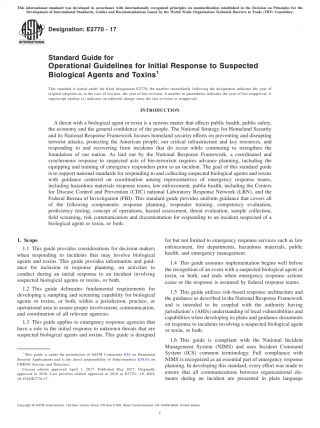 This international standard was developed in accordance with internationally recognized principles on standardization established in the Decision on Principles for the
Development of International Standards, Guides and Recommendations issued by the World Trade Organization Technical Barriers to Trade (TBT) Committee.
ASTM
INTERNATIONAL
Designation: E2770 – 17
Standard Guide for
Operational Guidelines for Initial Response to Suspected
Biological Agents and Toxins1
This standard is issued under the fixed designation E2770; the number immediately following the designation indicates the year of
original adoption or, in the case of revision, the year of last revision. A number in parentheses indicates the year of last reapproval. A
superscript epsilon (ε) indicates an editorial change since the last revision or reapproval.
INTRODUCTION
A threat with a biological agent or toxin is a serious matter that affects public health, public safety,
the economy and the general confidence of the people. The National Strategy for Homeland Security
and its National Response Framework focuses homeland security efforts on preventing and disrupting
terrorist attacks, protecting the American people, our critical infrastructure and key resources, and
responding to and recovering from incidents that do occur while continuing to strengthen the
foundation of our nation. As laid out by the National Response Framework, a coordinated and
synchronous response to suspected acts of bio-terrorism requires advance planning, including the
equipping and training of emergency responders prior to an incident. The goal of this standard guide
is to support national standards for responding to and collecting suspected biological agents and toxins
with guidance centered on coordination among representatives of emergency response teams,
including hazardous materials response teams, law enforcement, public health, including the Centers
for Disease Control and Prevention (CDC) national Laboratory Response Network (LRN), and the
Federal Bureau of Investigation (FBI). This standard guide provides uniform guidance that covers all
of the following components: response planning, responder training, competency evaluation,
proficiency testing, concept of operations, hazard assessment, threat evaluation, sample collection,
field screening, risk communication and documentation for responding to an incident suspected of a
biological agent or toxin, or both.
1. Scope
1.1 This guide provides considerations for decision-makers
when responding to incidents that may involve biological
agents and toxins. This guide provides information and guid-
ance for inclusion in response planning, on activities to
conduct during an initial response to an incident involving
suspected biological agents or toxins, or both.
1.2 This guide delineates fundamental requirements for
developing a sampling and screening capability for biological
agents or toxins, or both, within a jurisdiction, practice, or
operational area to assure proper involvement, communication,
and coordination of all relevant agencies.
1.3 This guide applies to emergency response agencies that
have a role in the initial response to unknown threats that are
suspected biothreat agents and toxins. This guide is designed
1 This guide is under the jurisdiction of ASTM Committee E54 on Homeland
Security Applications and is the direct responsibility of Subcommittee E54.01 on
CBRNE Sensors and Detectors.
Current edition approved April 1, 2017. Published May 2017. Originally
approved in 2010. Last previous edition approved in 2010 as E2770 – 10. DOI:
10.1520/E2770-17.
for but not limited to emergency response services such as law
enforcement, fire departments, hazardous materials, public
health, and emergency management.
1.4 This guide assumes implementation begins well before
the recognition of an event with a suspected biological agent or
toxin, or both, and ends when emergency response actions
cease or the response is assumed by federal response teams.
1.5 This guide utilizes risk-based response architecture and
the guidance as described in the National Response Framework
and is intended to be coupled with the authority having
jurisdiction's (AHJs) understanding of local vulnerabilities and
capabilities when developing its plans and guidance documents
on response to incidents involving a suspected biological agent
or toxin, or both.
1.6 This guide is compliant with the National Incident
Management System (NIMS) and uses Incident Command
System (ICS) common terminology. Full compliance with
NIMS is recognized as an essential part of emergency response
planning. In developing this standard, every effort was made to
ensure that all communications between organizational ele-
ments during an incident are presented in plain language
Copyright © ASTM International, 100 Barr Harbor Drive, PO Box C700, West Conshohocken, PA 19428-2959. United States
1